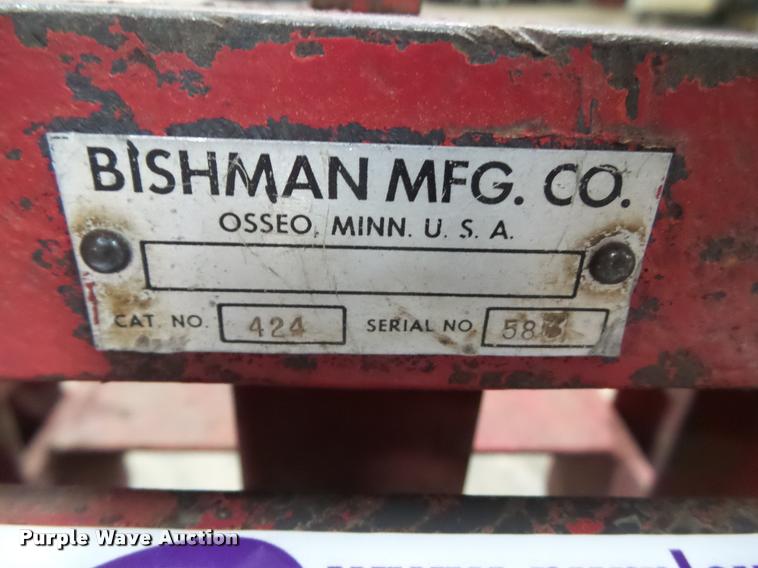 BISHMAN MFG. CO.
OSSEO, MINN. U. S. A.
CAT. NO. 424 SERIAL NO
Purple Wave Auction